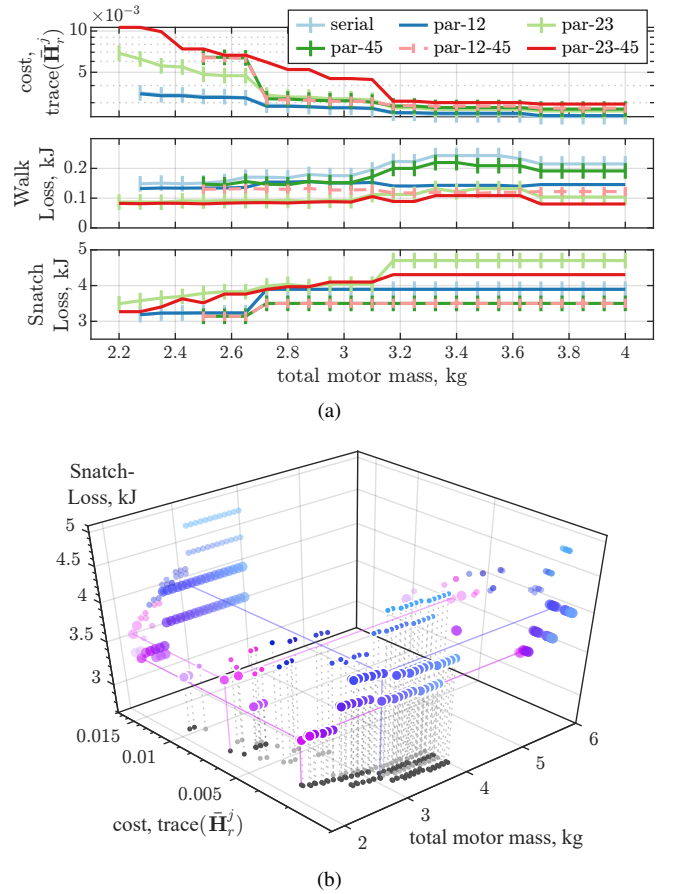 ×10⁻³
serial par-12 par-23
par-45 par-12-45 par-23-45
cost,
trace(H̄ʲᵣ)
10
5
Walk
Loss, kJ
0.2
0.1
0
Snatch
Loss, kJ
5
4
3
2.2 2.4 2.6 2.8 3 3.2 3.4 3.6 3.8 4
total motor mass, kg
(a)
Snatch-
Loss, kJ
5
4.5
4
3.5
3
0.015
0.01
0.005
cost, trace(H̄ʲᵣ)
2
3
4
5
6
total motor mass, kg
(b)